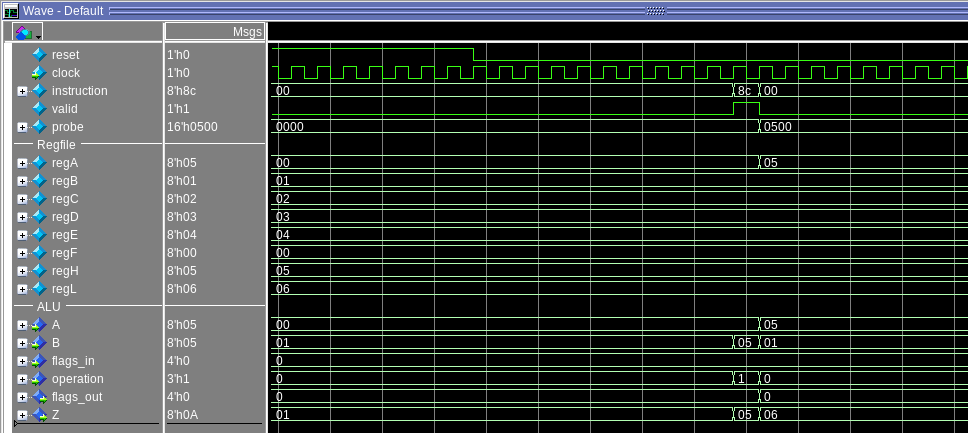 Wave - Default
Msgs
reset 1'h0
clock 1'h0
instruction 8'h8c 00 8c 00
valid 1'h1
probe 16'h0500 0000 0500
Regfile
regA 8'h05 00 05
regB 8'h01 01
regC 8'h02 02
regD 8'h03 03
regE 8'h04 04
regF 8'h00 00
regH 8'h05 05
regL 8'h06 06
ALU
A 8'h05 00 05
B 8'h05 01 05 01
flags_in 4'h0 0
operation 3'h1 0 1 0
flags_out 4'h0 0 0
Z 8'h0A 01 05 06